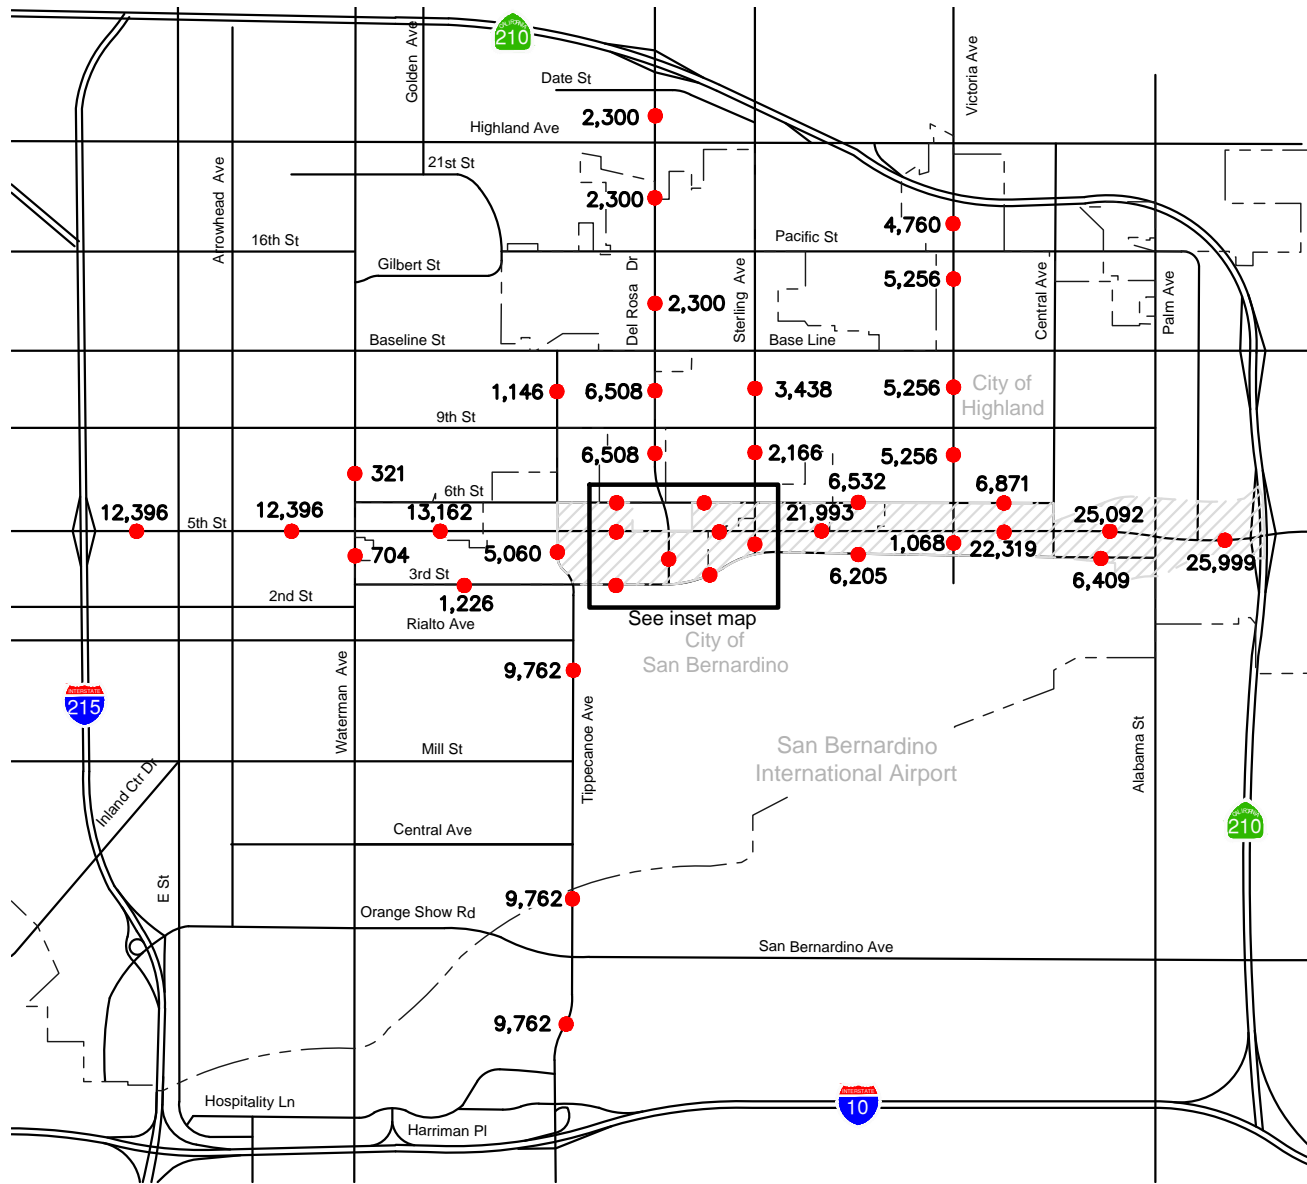 CALIFORNIA
210
Golden Ave
Victoria Ave
Date St
2,300
Highland Ave
Arrowhead Ave
21st St
2,300
4,760
16th St
Pacific St
Gilbert St
Del Rosa Dr
Sterling Ave
5,256
Central Ave
Palm Ave
2,300
Baseline St
Base Line
1,146
6,508
3,438
5,256
City of
Highland
9th St
6,508
2,166
5,256
321
6th St
6,532
6,871
12,396
5th St
12,396
13,162
21,993
25,092
704
5,060
1,068
22,319
25,999
3rd St
6,205
6,409
2nd St
1,226
Rialto Ave
See inset map
City of
San Bernardino
9,762
INTERSTATE
215
Waterman Ave
Tippecanoe Ave
Alabama St
Mill St
San Bernardino
International Airport
Inland Ctr Dr
CALIFORNIA
210
Central Ave
E St
9,762
Orange Show Rd
San Bernardino Ave
9,762
Hospitality Ln
INTERSTATE
10
Harriman Pl